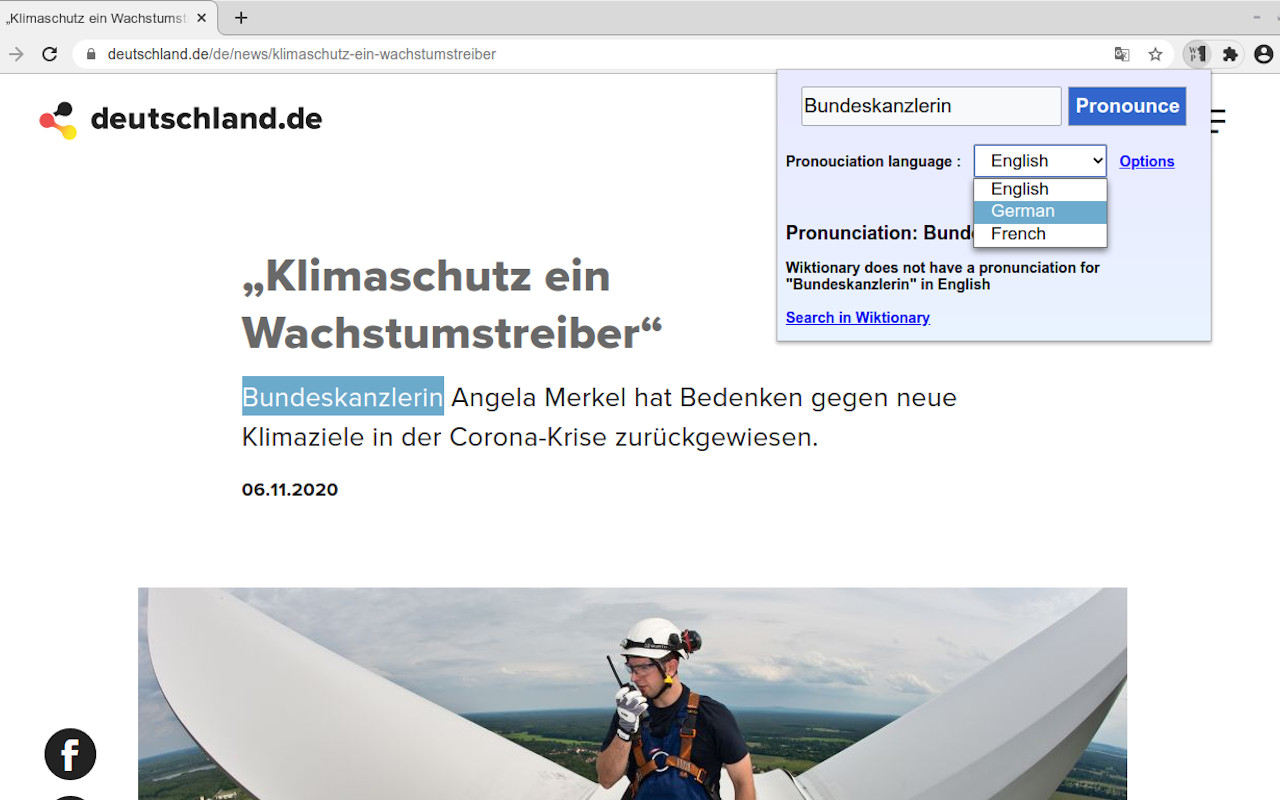 „Klimaschutz ein Wachstumst
deutschland.de/de/news/klimaschutz-ein-wachstumstreiber
deutschland.de
Bundeskanzlerin
Pronounce
Pronouciation language :
English
Options
English
German
French
Pronunciation: Bund
Wiktionary does not have a pronunciation for
"Bundeskanzlerin" in English
Search in Wiktionary
„Klimaschutz ein
Wachstumstreiber“
Bundeskanzlerin Angela Merkel hat Bedenken gegen neue
Klimaziele in der Corona-Krise zurückgewiesen.
06.11.2020